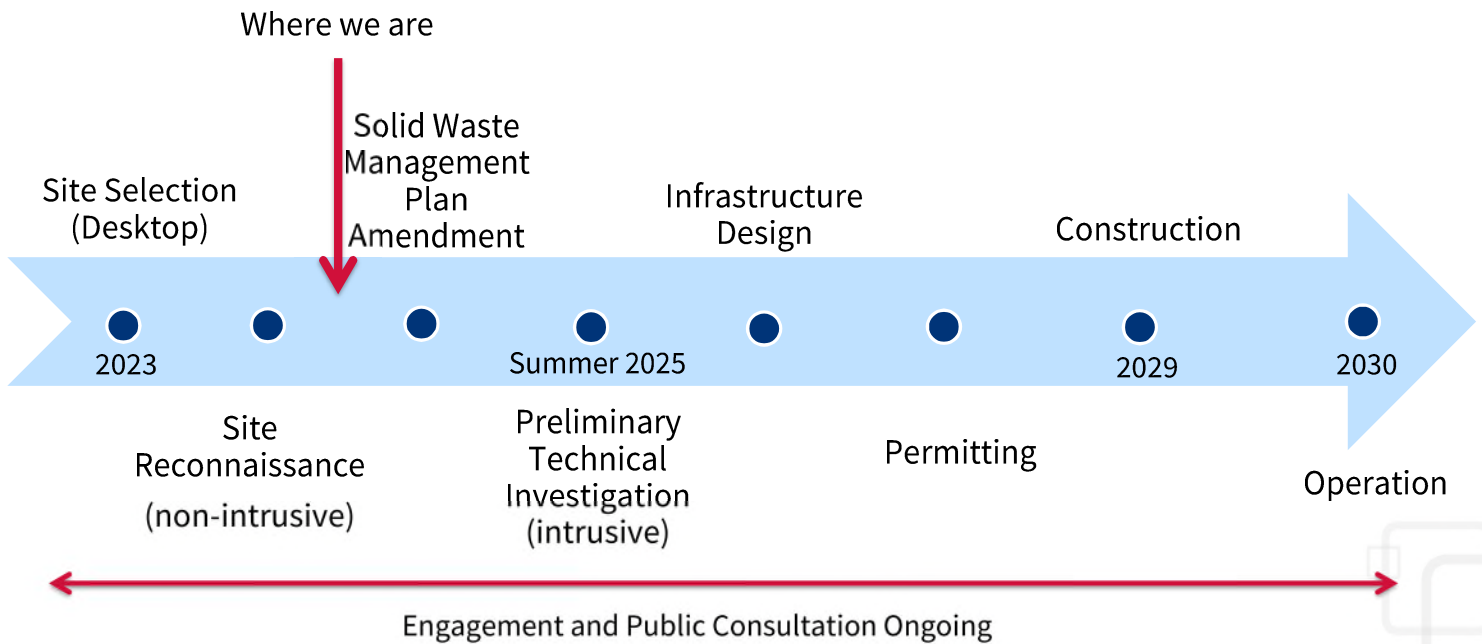 Where we are
Solid Waste
Management
Plan
Amendment
Site Selection
(Desktop)
Infrastructure
Design
Construction
2023
Summer 2025
2029
2030
Site
Reconnaissance
(non-intrusive)
Preliminary
Technical
Investigation
(intrusive)
Permitting
Operation
Engagement and Public Consultation Ongoing